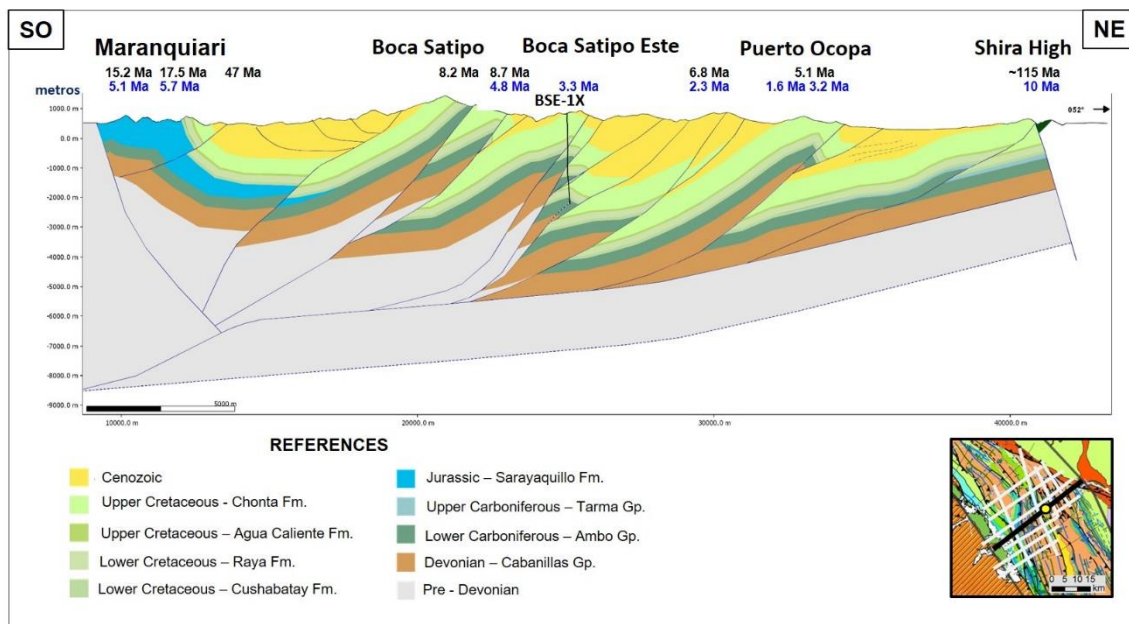 SO
NE
Maranquiari Boca Satipo Boca Satipo Este Puerto Ocopa Shira High
15.2 Ma 17.5 Ma 47 Ma 8.2 Ma 8.7 Ma 6.8 Ma 5.1 Ma ~115 Ma
5.1 Ma 5.7 Ma 4.8 Ma 3.3 Ma 2.3 Ma 1.6 Ma 3.2 Ma 10 Ma
metros
BSE-1X
052°
1000.0 m
0.0 m
-1000.0 m
-2000.0 m
-3000.0 m
-4000.0 m
-5000.0 m
-6000.0 m
-7000.0 m
-8000.0 m
-9000.0 m
5000 m
10000.0 m 20000.0 m 30000.0 m 40000.0 m
REFERENCES
Cenozoic
Upper Cretaceous - Chonta Fm.
Upper Cretaceous – Agua Caliente Fm.
Lower Cretaceous – Raya Fm.
Lower Cretaceous – Cushabatay Fm.
Jurassic – Sarayaquillo Fm.
Upper Carboniferous – Tarma Gp.
Lower Carboniferous – Ambo Gp.
Devonian – Cabanillas Gp.
Pre - Devonian
0 5 10 15
km